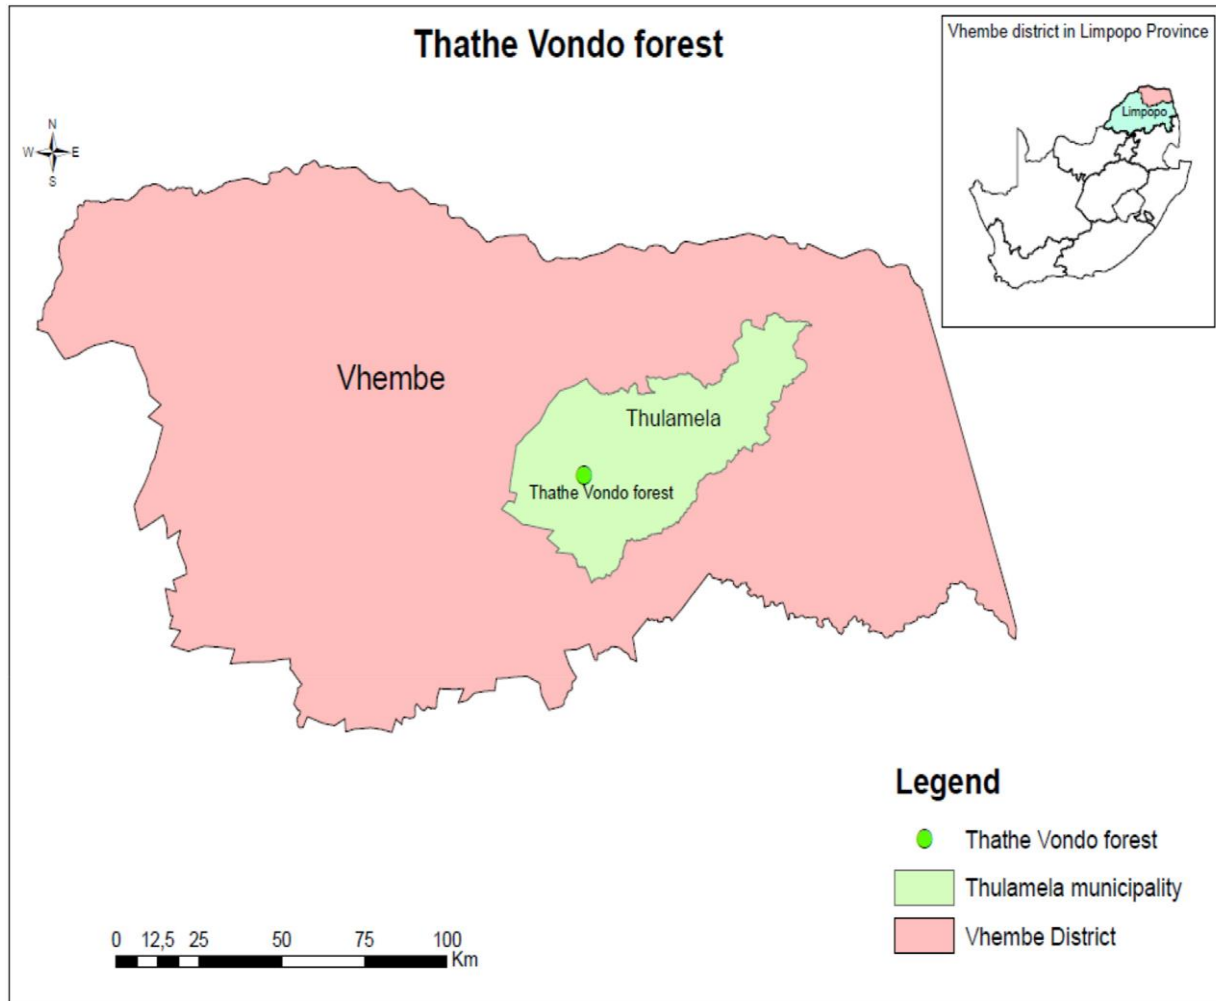 Thathe Vondo forest
Vhembe district in Limpopo Province
Limpopo
N
W E
S
Vhembe
Thulamela
Thathe Vondo forest
Legend
Thathe Vondo forest
Thulamela municipality
Vhembe District
0 12,5 25 50 75 100
Km